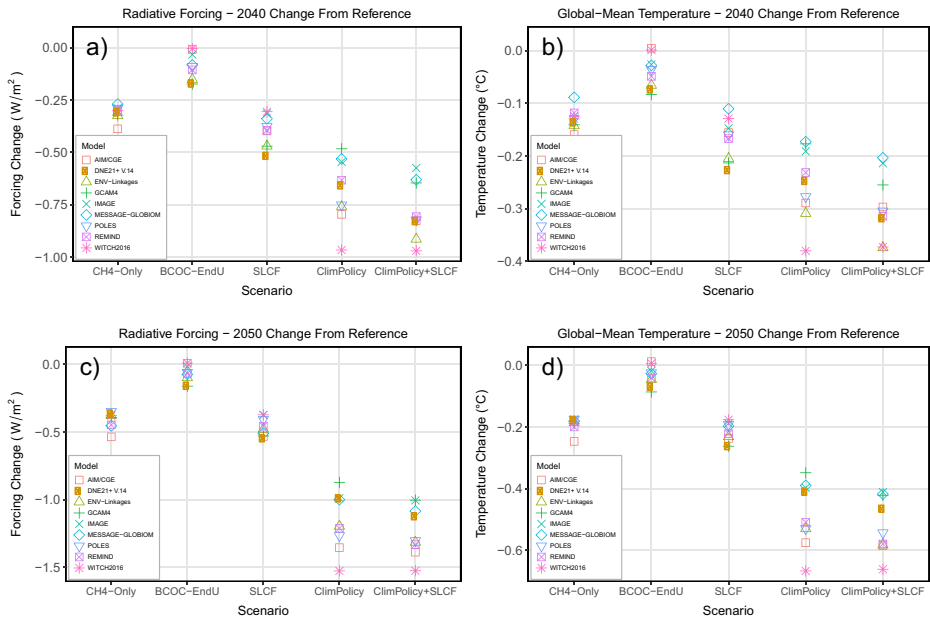 Radiative Forcing − 2040 Change From Reference
a)
Forcing Change (W/m²)
0.00
−0.25
−0.50
−0.75
−1.00
Model
AIM/CGE
DNE21+ V.14
ENV−Linkages
GCAM4
IMAGE
MESSAGE−GLOBIOM
POLES
REMIND
WITCH2016
CH4−Only BCOC−EndU SLCF ClimPolicy ClimPolicy+SLCF
Scenario
Global−Mean Temperature − 2040 Change From Reference
b)
Temperature Change (°C)
0.0
−0.1
−0.2
−0.3
−0.4
Model
AIM/CGE
DNE21+ V.14
ENV−Linkages
GCAM4
IMAGE
MESSAGE−GLOBIOM
POLES
REMIND
WITCH2016
CH4−Only BCOC−EndU SLCF ClimPolicy ClimPolicy+SLCF
Scenario
Radiative Forcing − 2050 Change From Reference
c)
Forcing Change (W/m²)
0.0
−0.5
−1.0
−1.5
Model
AIM/CGE
DNE21+ V.14
ENV−Linkages
GCAM4
IMAGE
MESSAGE−GLOBIOM
POLES
REMIND
WITCH2016
CH4−Only BCOC−EndU SLCF ClimPolicy ClimPolicy+SLCF
Scenario
Global−Mean Temperature − 2050 Change From Reference
d)
Temperature Change (°C)
0.0
−0.2
−0.4
−0.6
Model
AIM/CGE
DNE21+ V.14
ENV−Linkages
GCAM4
IMAGE
MESSAGE−GLOBIOM
POLES
REMIND
WITCH2016
CH4−Only BCOC−EndU SLCF ClimPolicy ClimPolicy+SLCF
Scenario